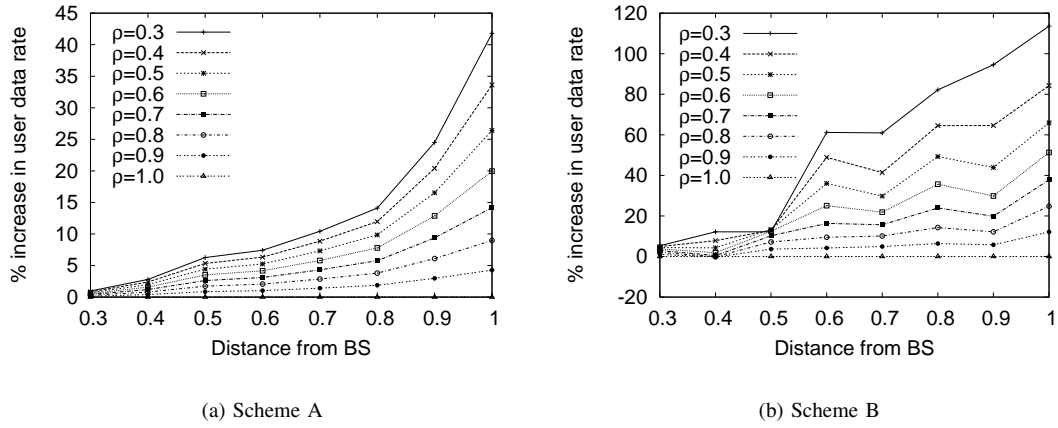 % increase in user data rate
45
40
35
30
25
20
15
10
5
0
ρ=0.3
ρ=0.4
ρ=0.5
ρ=0.6
ρ=0.7
ρ=0.8
ρ=0.9
ρ=1.0
0.3 0.4 0.5 0.6 0.7 0.8 0.9 1
Distance from BS
(a) Scheme A
% increase in user data rate
120
100
80
60
40
20
0
-20
ρ=0.3
ρ=0.4
ρ=0.5
ρ=0.6
ρ=0.7
ρ=0.8
ρ=0.9
ρ=1.0
0.3 0.4 0.5 0.6 0.7 0.8 0.9 1
Distance from BS
(b) Scheme B